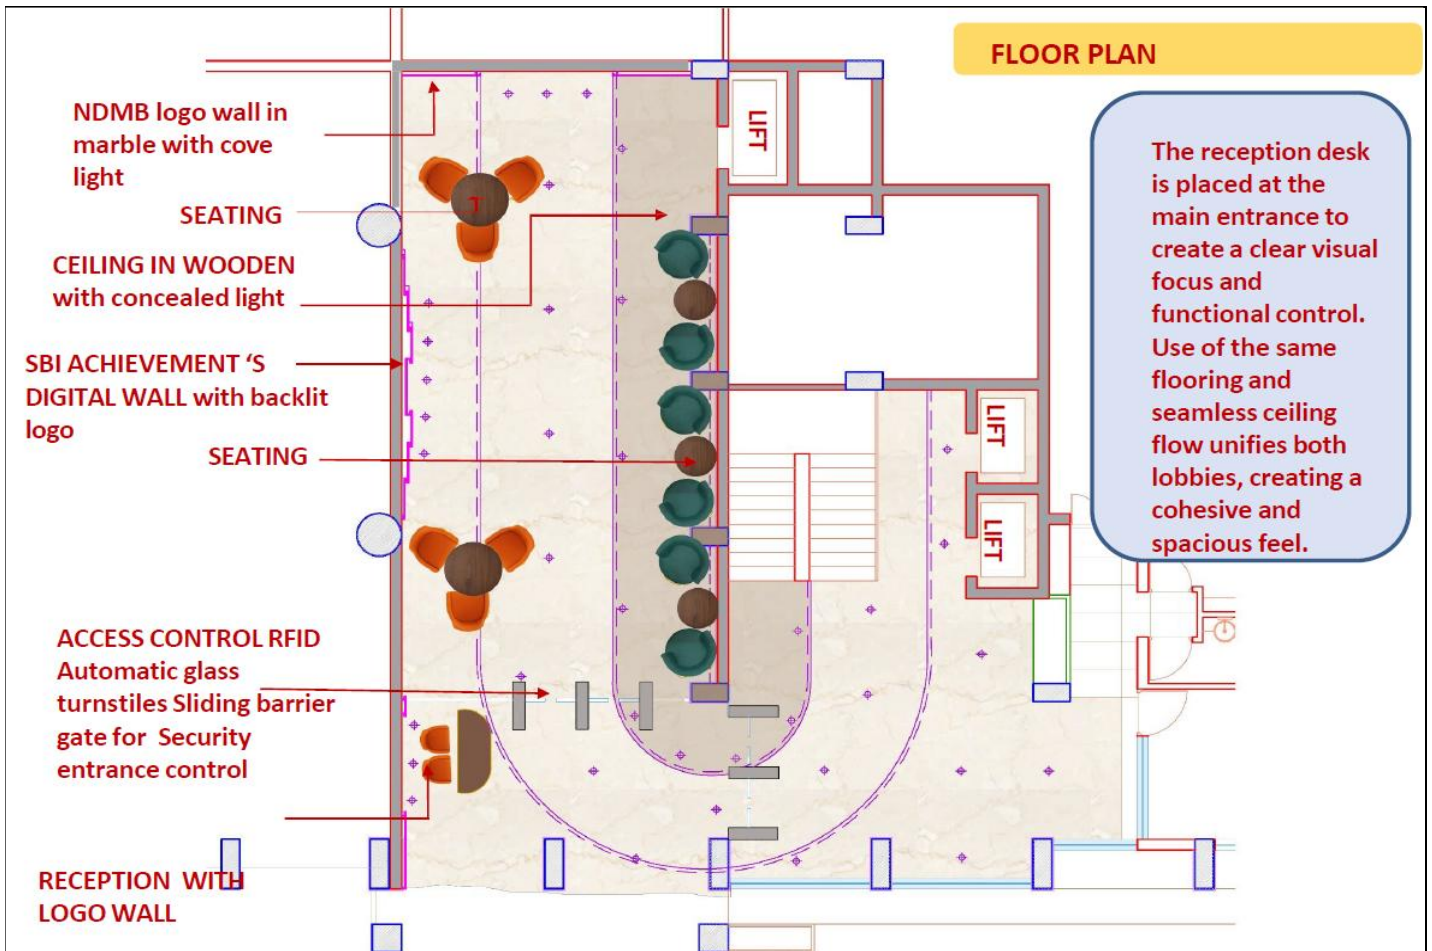 FLOOR PLAN
NDMB logo wall in
marble with cove
light
SEATING
CEILING IN WOODEN
with concealed light
SBI ACHIEVEMENT ‘S
DIGITAL WALL with backlit
logo
SEATING
ACCESS CONTROL RFID
Automatic glass
turnstiles Sliding barrier
gate for Security
entrance control
RECEPTION WITH
LOGO WALL
T
LIFT
LIFT
LIFT
The reception desk
is placed at the
main entrance to
create a clear visual
focus and
functional control.
Use of the same
flooring and
seamless ceiling
flow unifies both
lobbies, creating a
cohesive and
spacious feel.